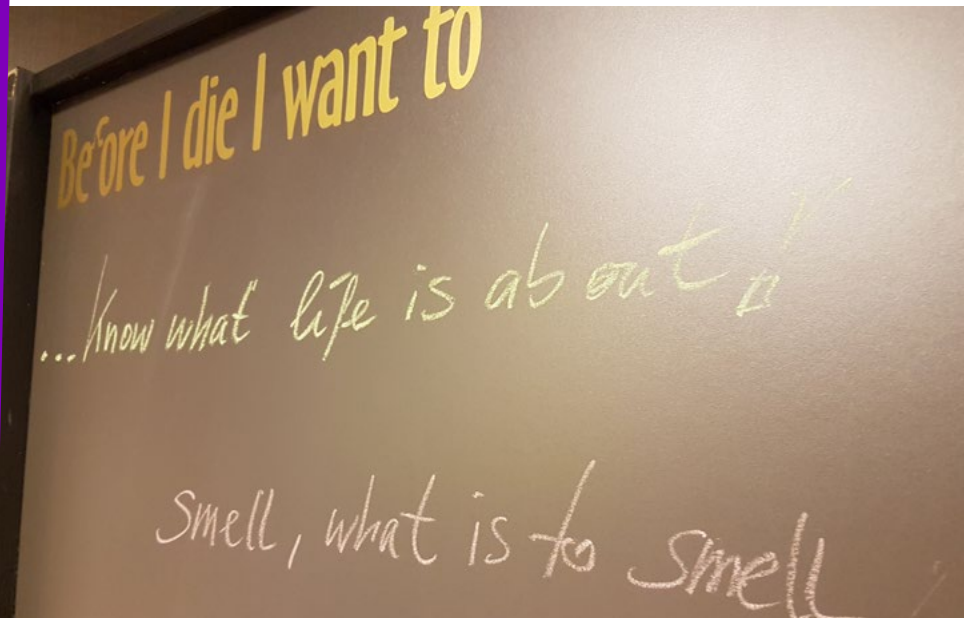 Before I die I want to
...Know what life is about!
Smell, what is to smell